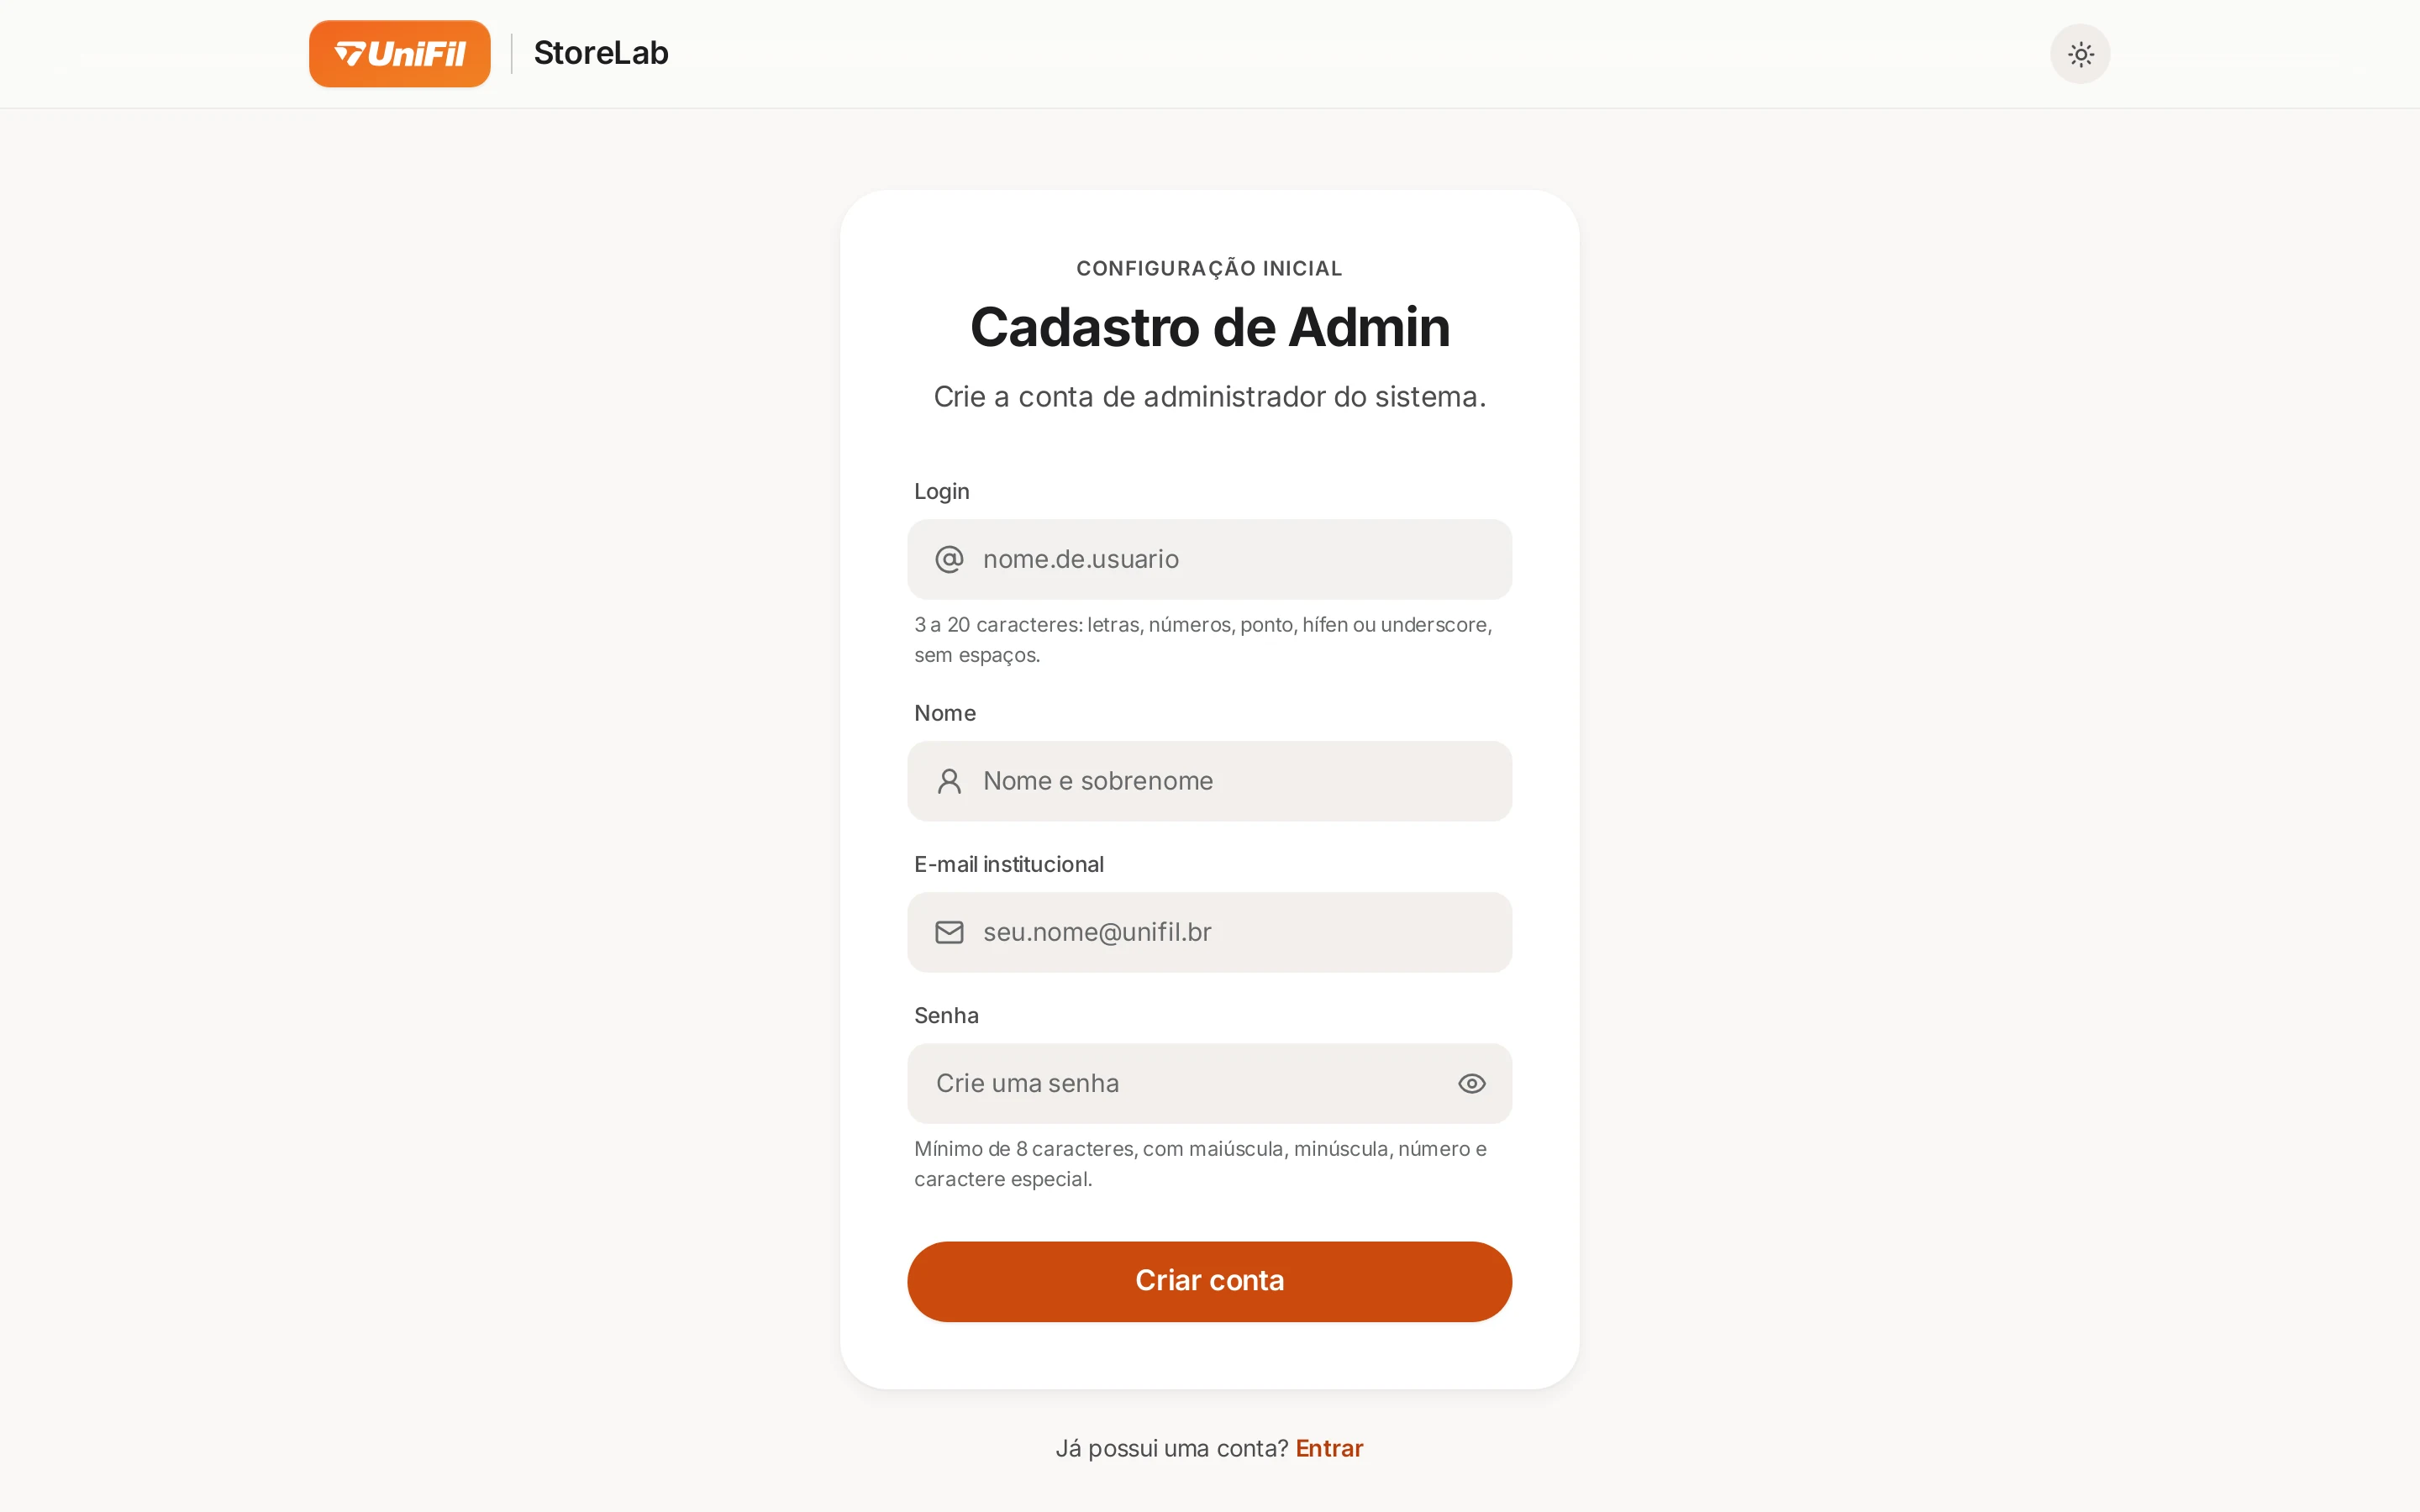 UniFil
StoreLab
CONFIGURAÇÃO INICIAL
Cadastro de Admin
Crie a conta de administrador do sistema.
Login
nome.de.usuario
3 a 20 caracteres: letras, números, ponto, hífen ou underscore,
sem espaços.
Nome
Nome e sobrenome
E-mail institucional
seu.nome@unifil.br
Senha
Crie uma senha
Mínimo de 8 caracteres, com maiúscula, minúscula, número e
caractere especial.
Criar conta
Já possui uma conta? Entrar